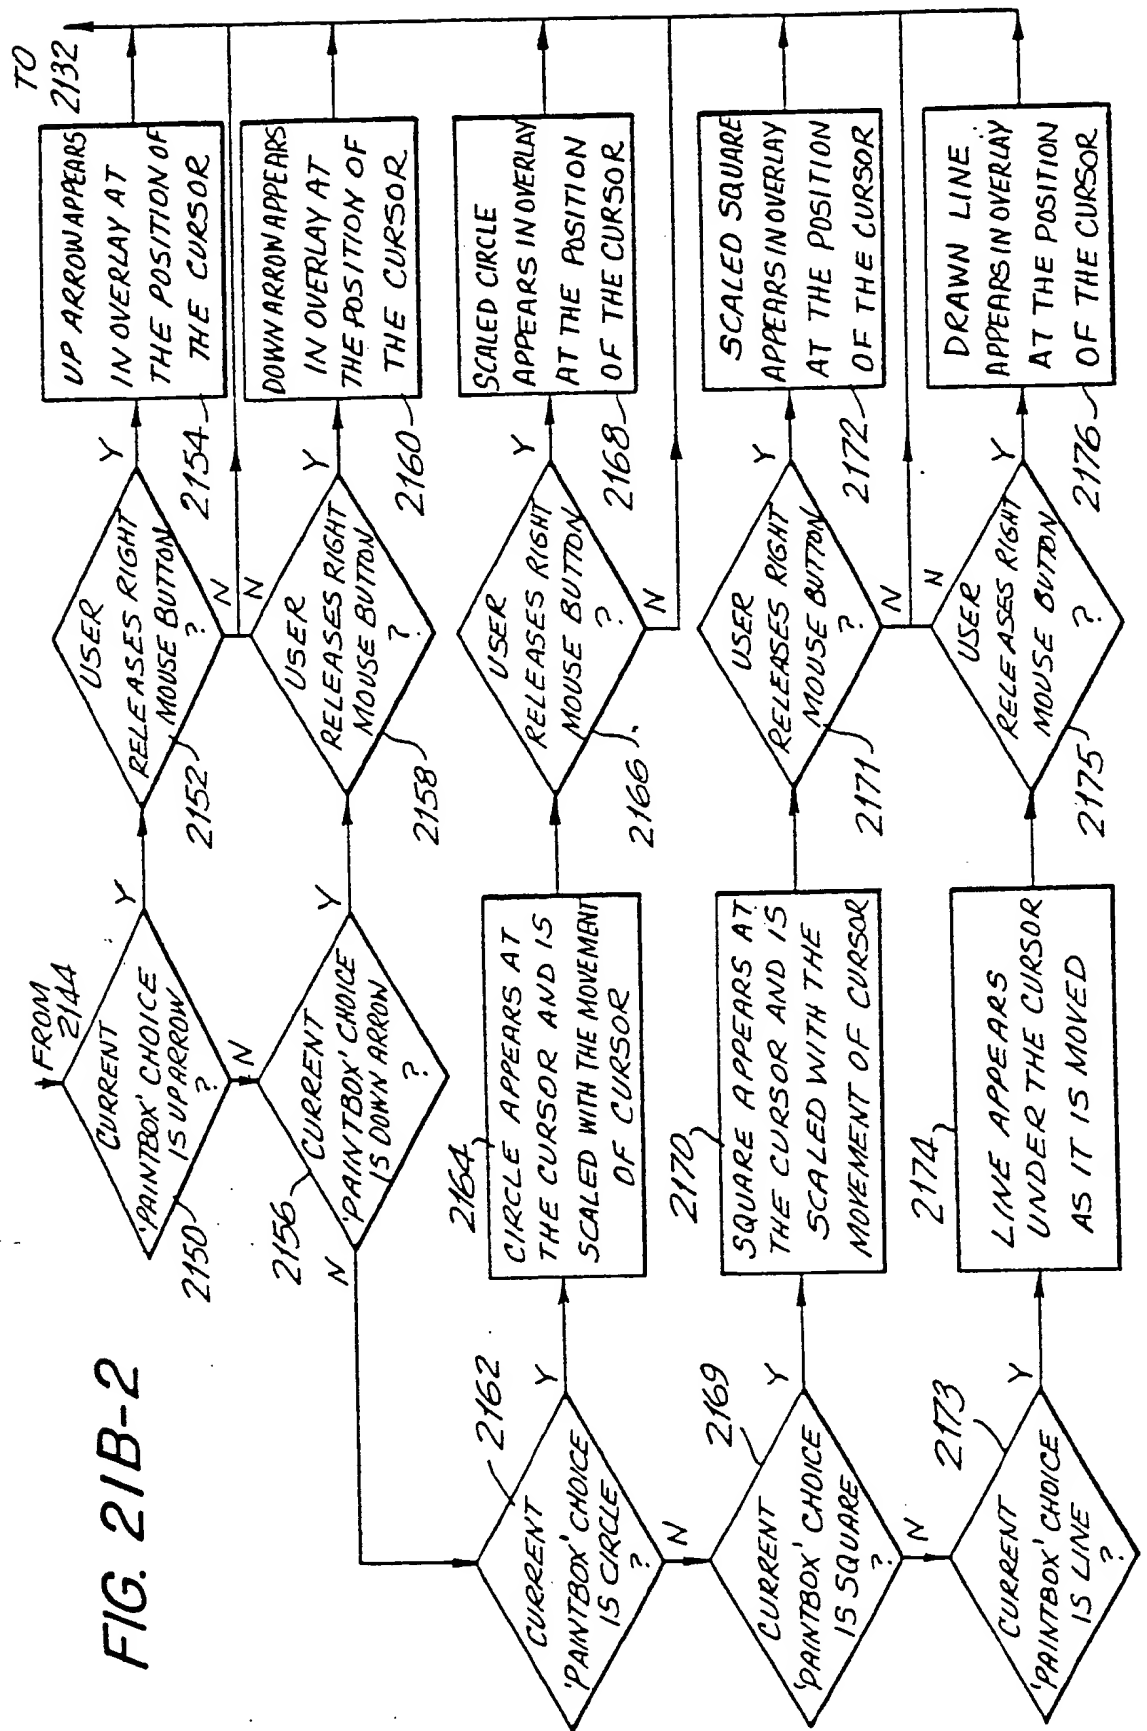 FIG. 21B-2
FROM
2144
CURRENT
'PAINTBOX' CHOICE
IS UP ARROW
?
2150
Y
N
USER
RELEASES RIGHT
MOUSE BUTTON
?
2152
Y
N
UP ARROW APPEARS
IN OVERLAY AT
THE POSITION OF
THE CURSOR
2154
TO
2132
CURRENT
'PAINTBOX' CHOICE
IS DOWN ARROW
?
2156
Y
N
USER
RELEASES RIGHT
MOUSE BUTTON
?
2158
Y
N
DOWN ARROW APPEARS
IN OVERLAY AT
THE POSITION OF
THE CURSOR
2160
CURRENT
'PAINTBOX' CHOICE
IS CIRCLE
?
2162
Y
N
CIRCLE APPEARS AT
THE CURSOR AND IS
SCALED WITH THE MOVEMENT
OF CURSOR
2164
USER
RELEASES RIGHT
MOUSE BUTTON
?
2166
Y
N
SCALED CIRCLE
APPEARS IN OVERLAY
AT THE POSITION
OF THE CURSOR
2168
CURRENT
'PAINTBOX' CHOICE
IS SQUARE
?
2169
Y
N
SQUARE APPEARS AT
THE CURSOR AND IS
SCALED WITH THE
MOVEMENT OF CURSOR
2170
USER
RELEASES RIGHT
MOUSE BUTTON
?
2171
Y
N
SCALED SQUARE
APPEARS IN OVERLAY
AT THE POSITION
OF THE CURSOR
2172
CURRENT
'PAINTBOX' CHOICE
IS LINE
?
2173
Y
LINE APPEARS
UNDER THE CURSOR
AS IT IS MOVED
2174
USER
RELEASES RIGHT
MOUSE BUTTON
?
2175
Y
N
DRAWN LINE
APPEARS IN OVERLAY
AT THE POSITION
OF THE CURSOR
2176